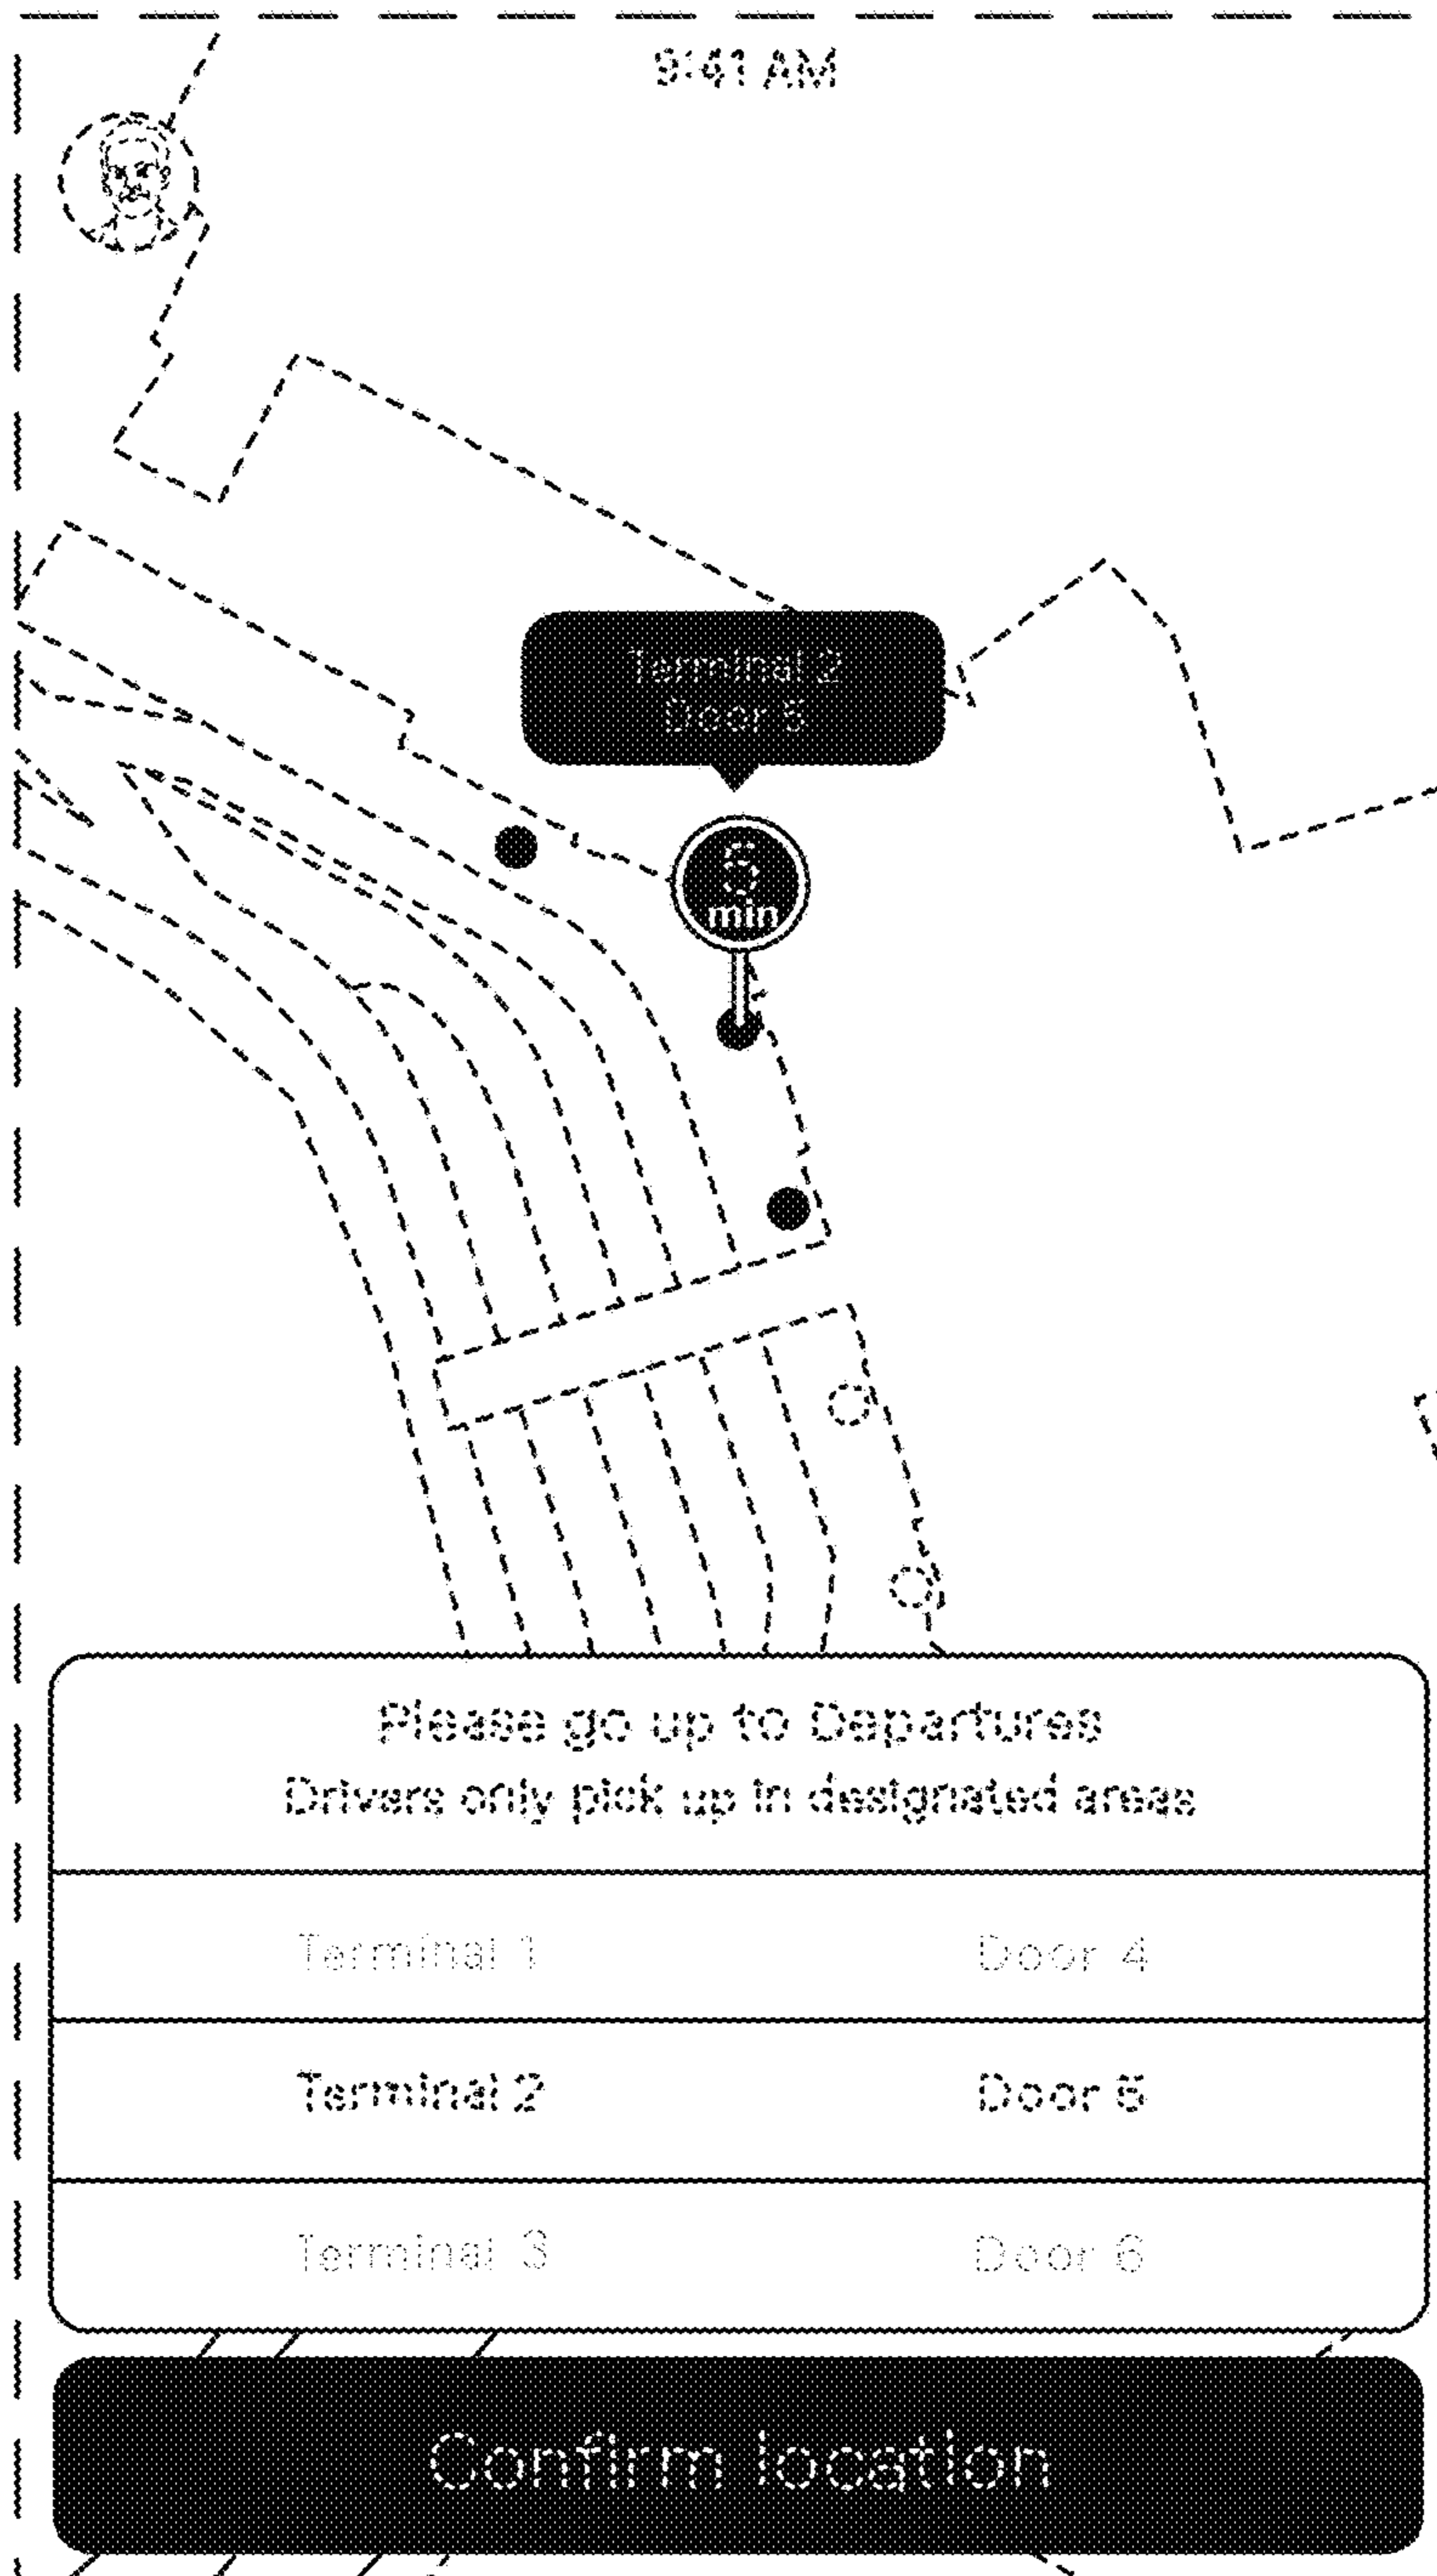 9:41 AM
Terminal 2
Door 5
5
min
Please go up to Departures
Drivers only pick up in designated areas
Terminal 1 Door 4
Terminal 2 Door 5
Terminal 3 Door 6
Confirm location